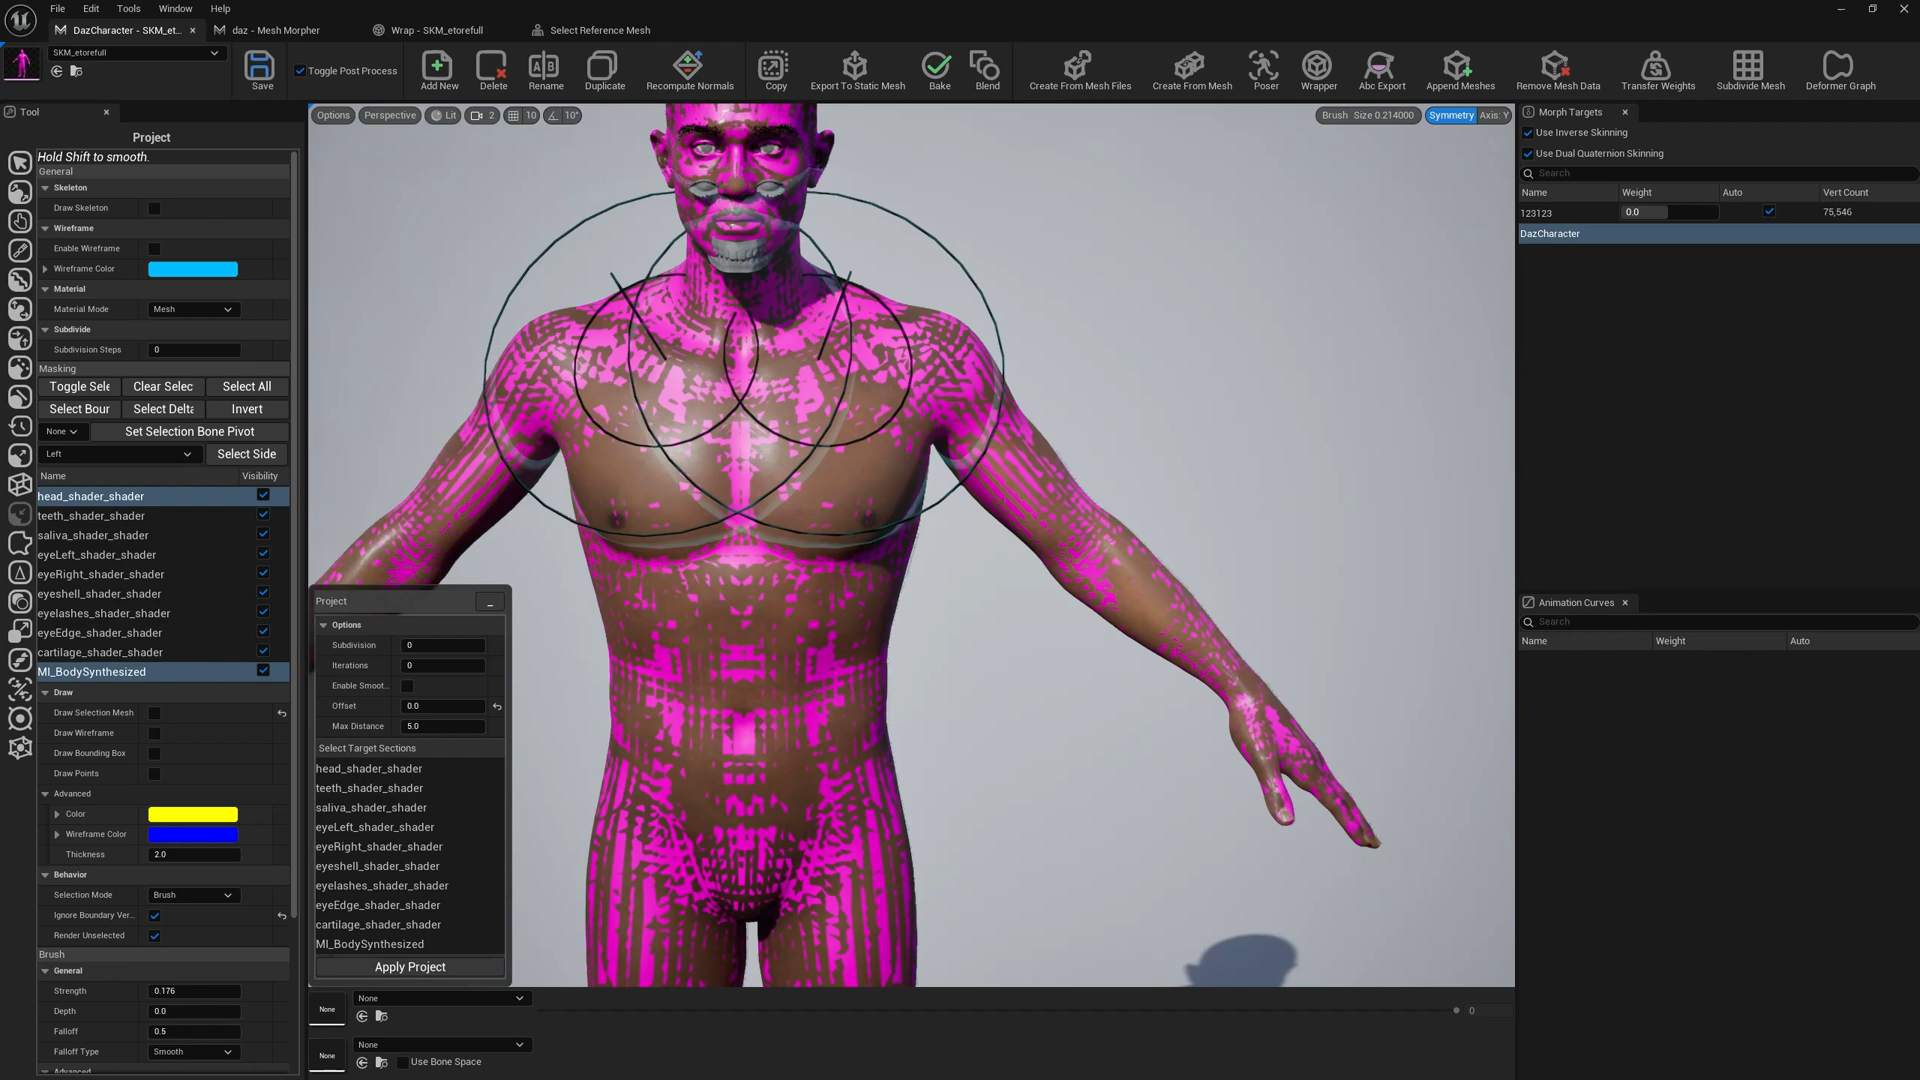 File Edit Tools Window Help
DazCharacter - SKM_et... daz - Mesh Morpher Wrap - SKM_etorefull Select Reference Mesh
SKM_etorefull
Toggle Post Process
Save Add New Delete Rename Duplicate Recompute Normals Copy Export To Static Mesh Bake Blend Create From Mesh Files Create From Mesh Poser Wrapper Abc Export Append Meshes Remove Mesh Data Transfer Weights Subdivide Mesh Deformer Graph
Tool
Project
Hold Shift to smooth.
General
Skeleton
Draw Skeleton
Wireframe
Enable Wireframe
Wireframe Color
Material
Material Mode Mesh
Subdivide
Subdivision Steps 0
Masking
Toggle Sele Clear Selec Select All
Select Boun Select Delta Invert
None Set Selection Bone Pivot
Left Select Side
Name Visibility
head_shader_shader
teeth_shader_shader
saliva_shader_shader
eyeLeft_shader_shader
eyeRight_shader_shader
eyeshell_shader_shader
eyelashes_shader_shader
eyeEdge_shader_shader
cartilage_shader_shader
MI_BodySynthesized
Draw
Draw Selection Mesh
Draw Wireframe
Draw Bounding Box
Draw Points
Advanced
Color
Wireframe Color
Thickness 2.0
Behavior
Selection Mode Brush
Ignore Boundary Ver...
Render Unselected
Brush
General
Strength 0.176
Depth 0.0
Falloff 0.5
Falloff Type Smooth
Advanced
Options Perspective Lit 2 10 10°
Brush Size 0.214000 Symmetry Axis: Y
Project _
Options
Subdivision 0
Iterations 0
Enable Smoot...
Offset 0.0
Max Distance 5.0
Select Target Sections
head_shader_shader
teeth_shader_shader
saliva_shader_shader
eyeLeft_shader_shader
eyeRight_shader_shader
eyeshell_shader_shader
eyelashes_shader_shader
eyeEdge_shader_shader
cartilage_shader_shader
MI_BodySynthesized
Apply Project
None None
0
None None
Use Bone Space
Morph Targets
Use Inverse Skinning
Use Dual Quaternion Skinning
Search
Name Weight Auto Vert Count
123123 0.0 75,546
DazCharacter
Animation Curves
Search
Name Weight Auto